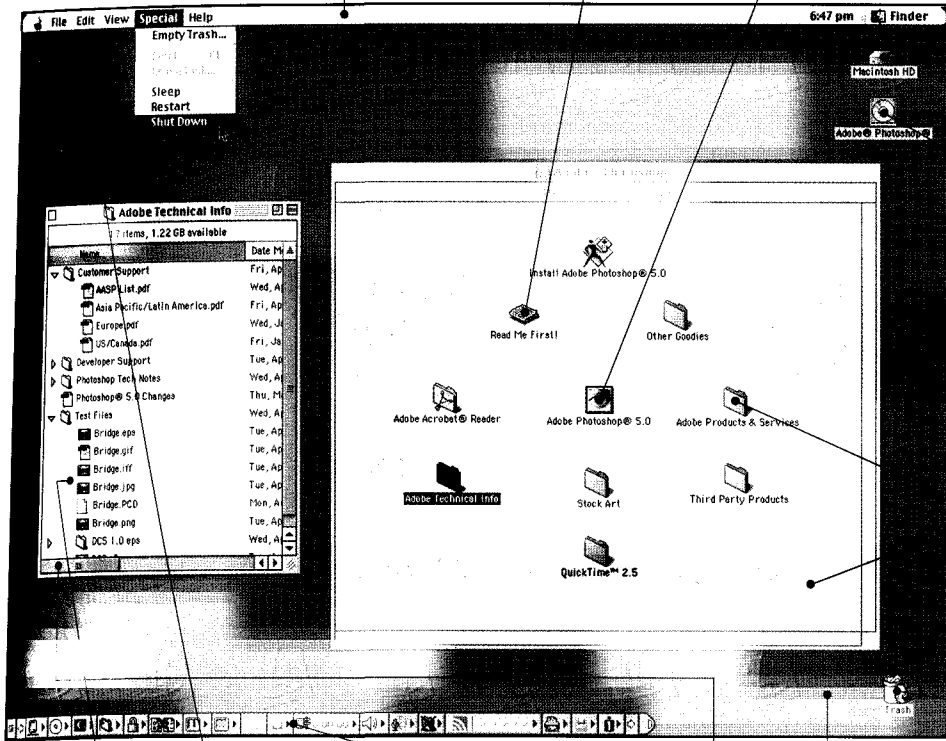 File Edit View Special Help
6:47 pm Finder
Empty Trash...
Sleep
Restart
Shut Down
Macintosh HD
Adobe® Photoshop®
Adobe Technical Info
items, 1.22 GB available
Name Date M
Customer Support Fri, Ap
AASP List.pdf Wed, A
Asia Pacific/Latin America.pdf Fri, Ap
Europe.pdf Wed, Ja
US/Canada.pdf Fri, Ja
Developer Support Tue, Ap
Photoshop Tech Notes Wed, A
Photoshop® 5.0 Changes Thu, M
Test Files Wed, A
Bridge.eps Tue, Ap
Bridge.gif Tue, Ap
Bridge.iff Tue, Ap
Bridge.jpg Tue, Ap
Bridge.PCD Mon, A
Bridge.png Tue, Ap
DCS 1.0 eps Wed, A
Install Adobe Photoshop® 5.0
Read Me First!
Other Goodies
Adobe Acrobat® Reader
Adobe Photoshop® 5.0
Adobe Products & Services
Adobe Technical Info
Stock Art
Third Party Products
QuickTime™ 2.5
Trash